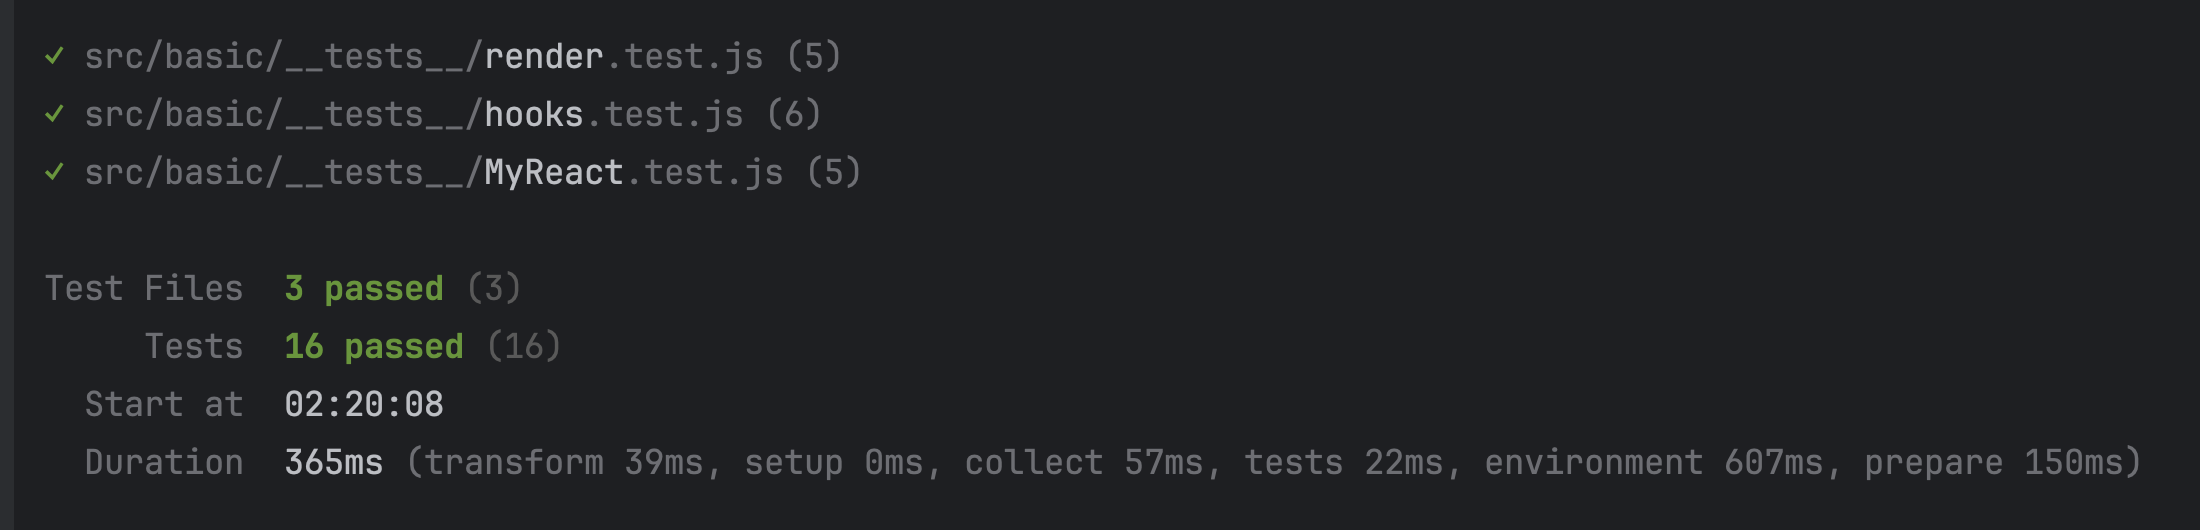 ✓ src/basic/__tests__/render.test.js (5)
✓ src/basic/__tests__/hooks.test.js (6)
✓ src/basic/__tests__/MyReact.test.js (5)
Test Files  3 passed (3)
Tests  16 passed (16)
Start at  02:20:08
Duration  365ms (transform 39ms, setup 0ms, collect 57ms, tests 22ms, environment 607ms, prepare 150ms)